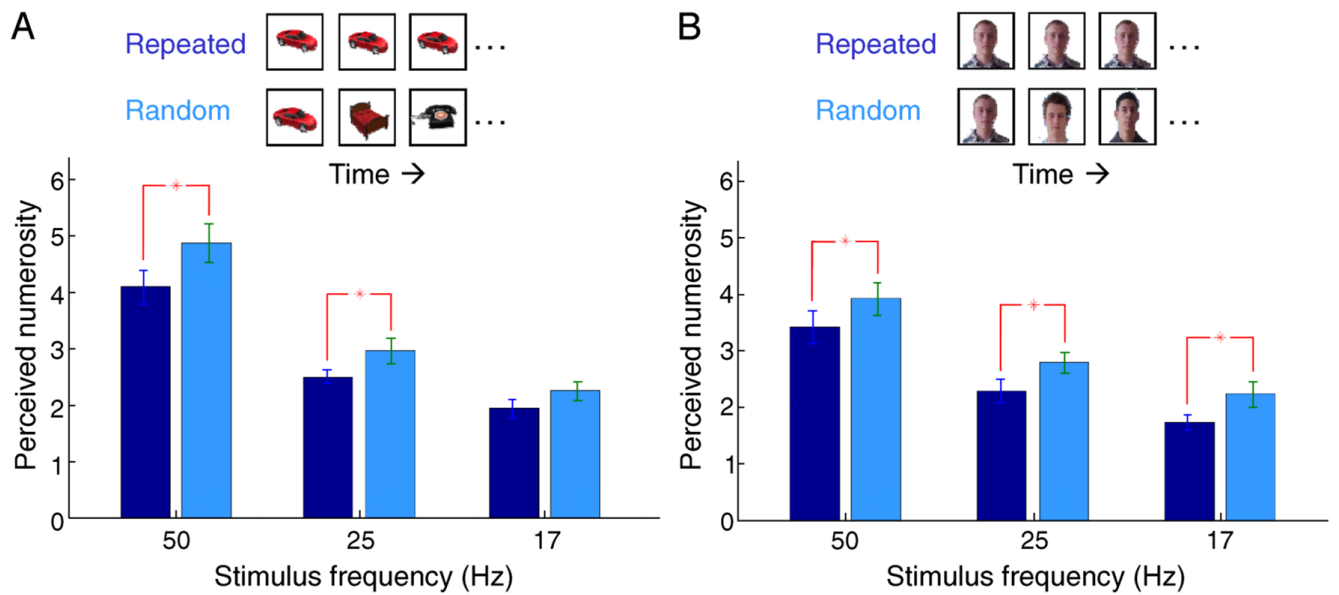 A
Repeated
...
Random
...
Time →
Perceived numerosity
6
5
4
3
2
1
0
*
*
50
25
17
Stimulus frequency (Hz)
B
Repeated
...
Random
...
Time →
Perceived numerosity
6
5
4
3
2
1
0
*
*
*
50
25
17
Stimulus frequency (Hz)